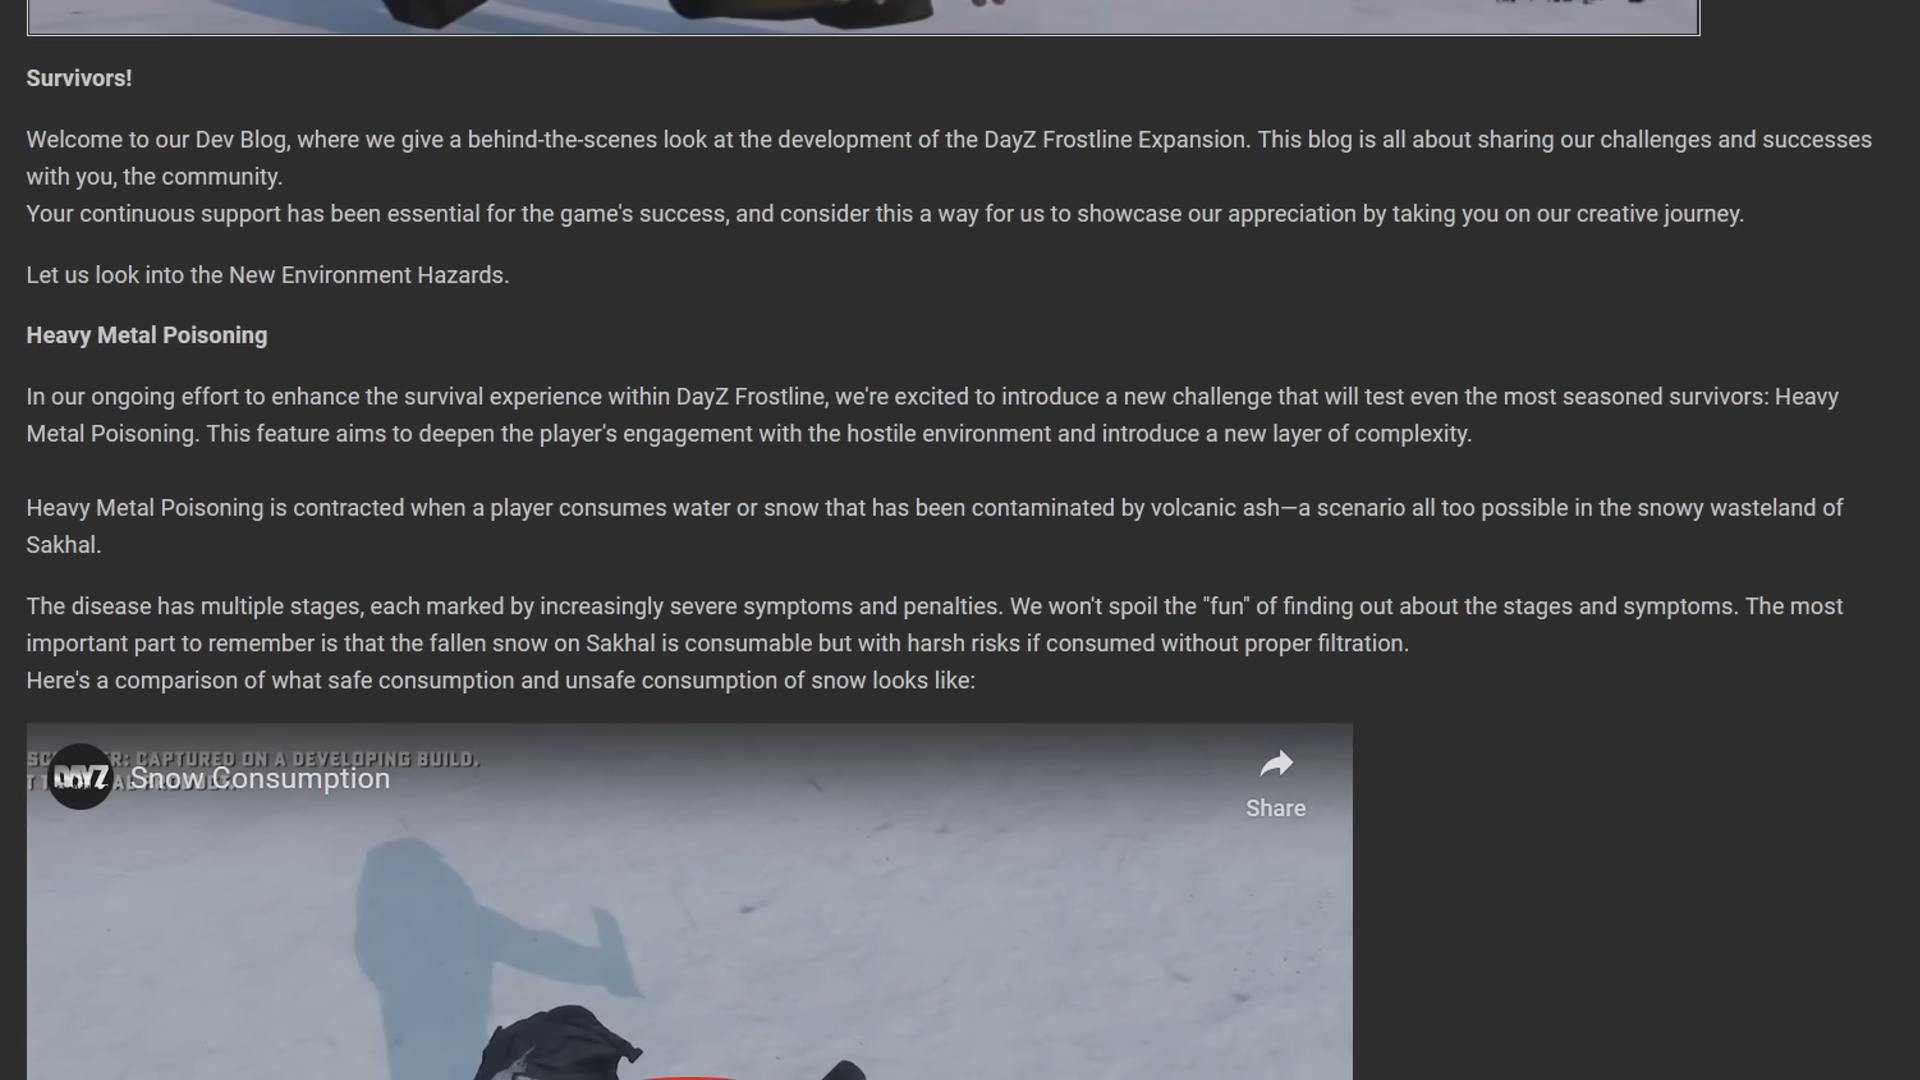 Survivors!
Welcome to our Dev Blog, where we give a behind-the-scenes look at the development of the DayZ Frostline Expansion. This blog is all about sharing our challenges and successes
with you, the community.
Your continuous support has been essential for the game's success, and consider this a way for us to showcase our appreciation by taking you on our creative journey.
Let us look into the New Environment Hazards.
Heavy Metal Poisoning
In our ongoing effort to enhance the survival experience within DayZ Frostline, we're excited to introduce a new challenge that will test even the most seasoned survivors: Heavy
Metal Poisoning. This feature aims to deepen the player's engagement with the hostile environment and introduce a new layer of complexity.
Heavy Metal Poisoning is contracted when a player consumes water or snow that has been contaminated by volcanic ash—a scenario all too possible in the snowy wasteland of
Sakhal.
The disease has multiple stages, each marked by increasingly severe symptoms and penalties. We won't spoil the "fun" of finding out about the stages and symptoms. The most
important part to remember is that the fallen snow on Sakhal is consumable but with harsh risks if consumed without proper filtration.
Here's a comparison of what safe consumption and unsafe consumption of snow looks like:
CAPTURED ON A DEVELOPING BUILD.
DAYZ Snow Consumption
Share